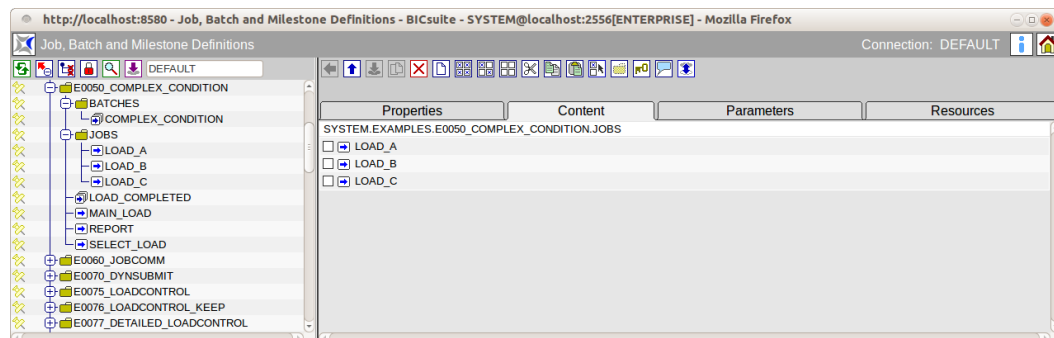 http://localhost:8580 - Job, Batch and Milestone Definitions - BICsuite - SYSTEM@localhost:2556[ENTERPRISE] - Mozilla Firefox
Job, Batch and Milestone Definitions
Connection: DEFAULT
DEFAULT
E0050_COMPLEX_CONDITION
BATCHES
COMPLEX_CONDITION
JOBS
LOAD_A
LOAD_B
LOAD_C
LOAD_COMPLETED
MAIN_LOAD
REPORT
SELECT_LOAD
E0060_JOBCOMM
E0070_DYNSUBMIT
E0075_LOADCONTROL
E0076_LOADCONTROL_KEEP
E0077_DETAILED_LOADCONTROL
Properties Content Parameters Resources
SYSTEM.EXAMPLES.E0050_COMPLEX_CONDITION.JOBS
LOAD_A
LOAD_B
LOAD_C